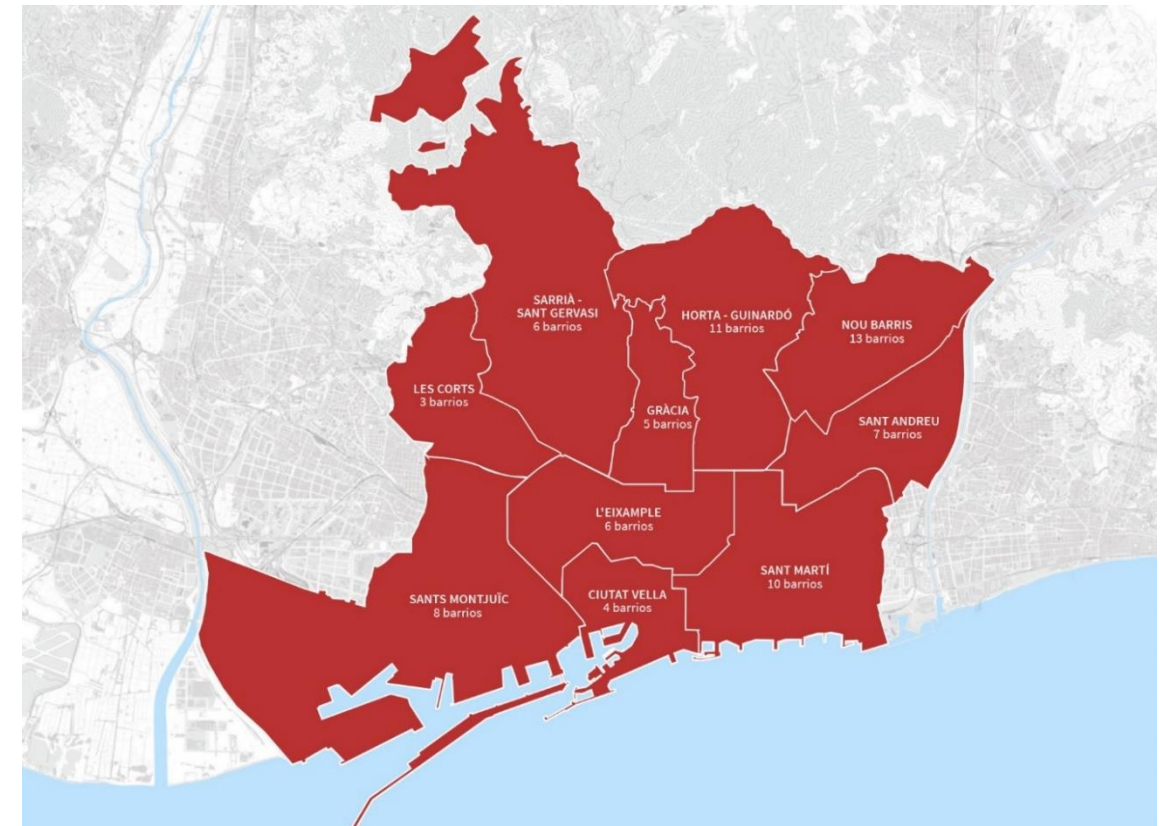 SARRIÀ -
SANT GERVASI
6 barrios
HORTA - GUINARDÓ
11 barrios
NOU BARRIS
13 barrios
LES CORTS
3 barrios
GRÀCIA
5 barrios
SANT ANDREU
7 barrios
L'EIXAMPLE
6 barrios
SANT MARTÍ
10 barrios
SANTS MONTJUÏC
8 barrios
CIUTAT VELLA
4 barrios